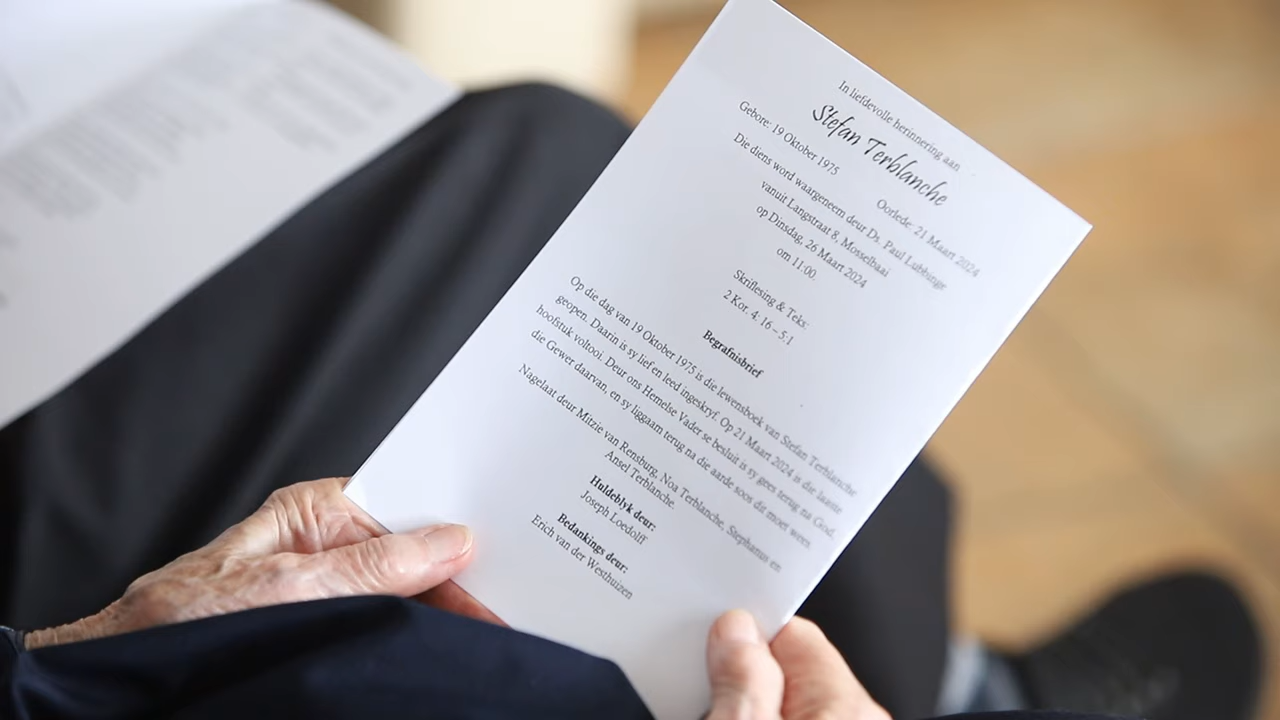 In liefdevolle herinnering aan
Stefan Terblanche
Gebore: 19 Oktober 1975 Oorlede: 21 Maart 2024
Die diens word waargeneem deur Ds. Paul Lubbinge
vanuit Langstraat 8, Mosselbaai
op Dinsdag, 26 Maart 2024
om 11:00.
Skriflesing & Teks:
2 Kor. 4: 16 – 5:1
Begrafnisbrief
Op die dag van 19 Oktober 1975 is die lewensboek van Stefan Terblanche
geopen. Daarin is sy lief en leed ingeskryf. Op 21 Maart 2024 is die laaste
hoofstuk voltooi. Deur ons Hemelse Vader se besluit is sy gees terug na God,
die Gewer daarvan, en sy liggaam terug na die aarde soos dit moet wees.
Nagelaat deur Mitzie van Rensburg, Noa Terblanche, Stephanus en
Ansel Terblanche.
Huldeblyk deur:
Joseph Loedolff
Bedankings deur:
Erich van der Westhuizen